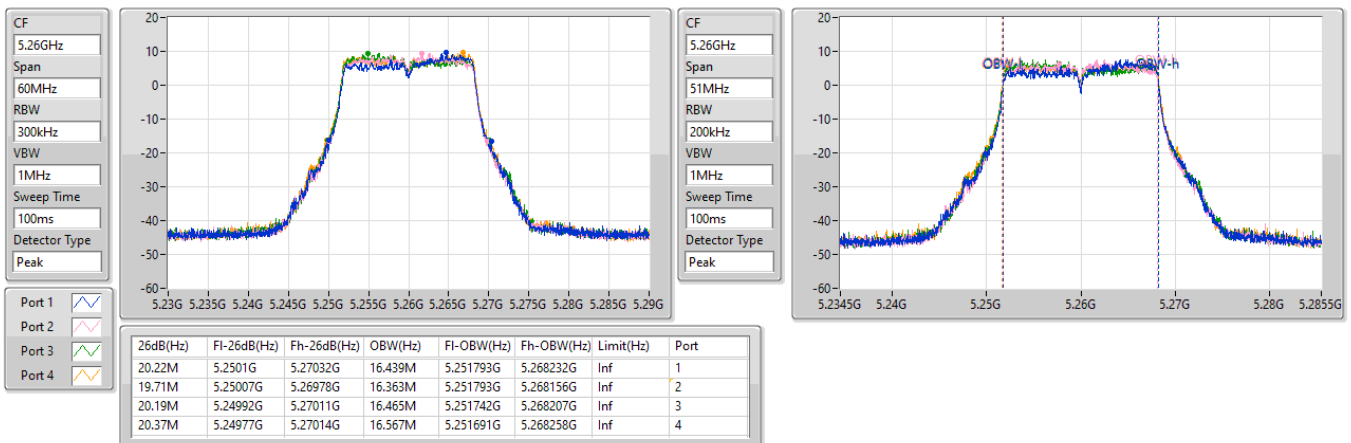 CF
5.26GHz
Span
60MHz
RBW
300kHz
VBW
1MHz
Sweep Time
100ms
Detector Type
Peak
20
10
0
-10
-20
-30
-40
-50
-60
5.23G 5.235G 5.24G 5.245G 5.25G 5.255G 5.26G 5.265G 5.27G 5.275G 5.28G 5.285G 5.29G
CF
5.26GHz
Span
51MHz
RBW
200kHz
VBW
1MHz
Sweep Time
100ms
Detector Type
Peak
20
10
0
-10
-20
-30
-40
-50
-60
OBW-l OBW-h
5.2345G 5.24G 5.25G 5.26G 5.27G 5.28G 5.2855G
Port 1
Port 2
Port 3
Port 4
26dB(Hz) Fl-26dB(Hz) Fh-26dB(Hz) OBW(Hz) Fl-OBW(Hz) Fh-OBW(Hz) Limit(Hz) Port
20.22M 5.2501G 5.27032G 16.439M 5.251793G 5.268232G Inf 1
19.71M 5.25007G 5.26978G 16.363M 5.251793G 5.268156G Inf 2
20.19M 5.24992G 5.27011G 16.465M 5.251742G 5.268207G Inf 3
20.37M 5.24977G 5.27014G 16.567M 5.251691G 5.268258G Inf 4